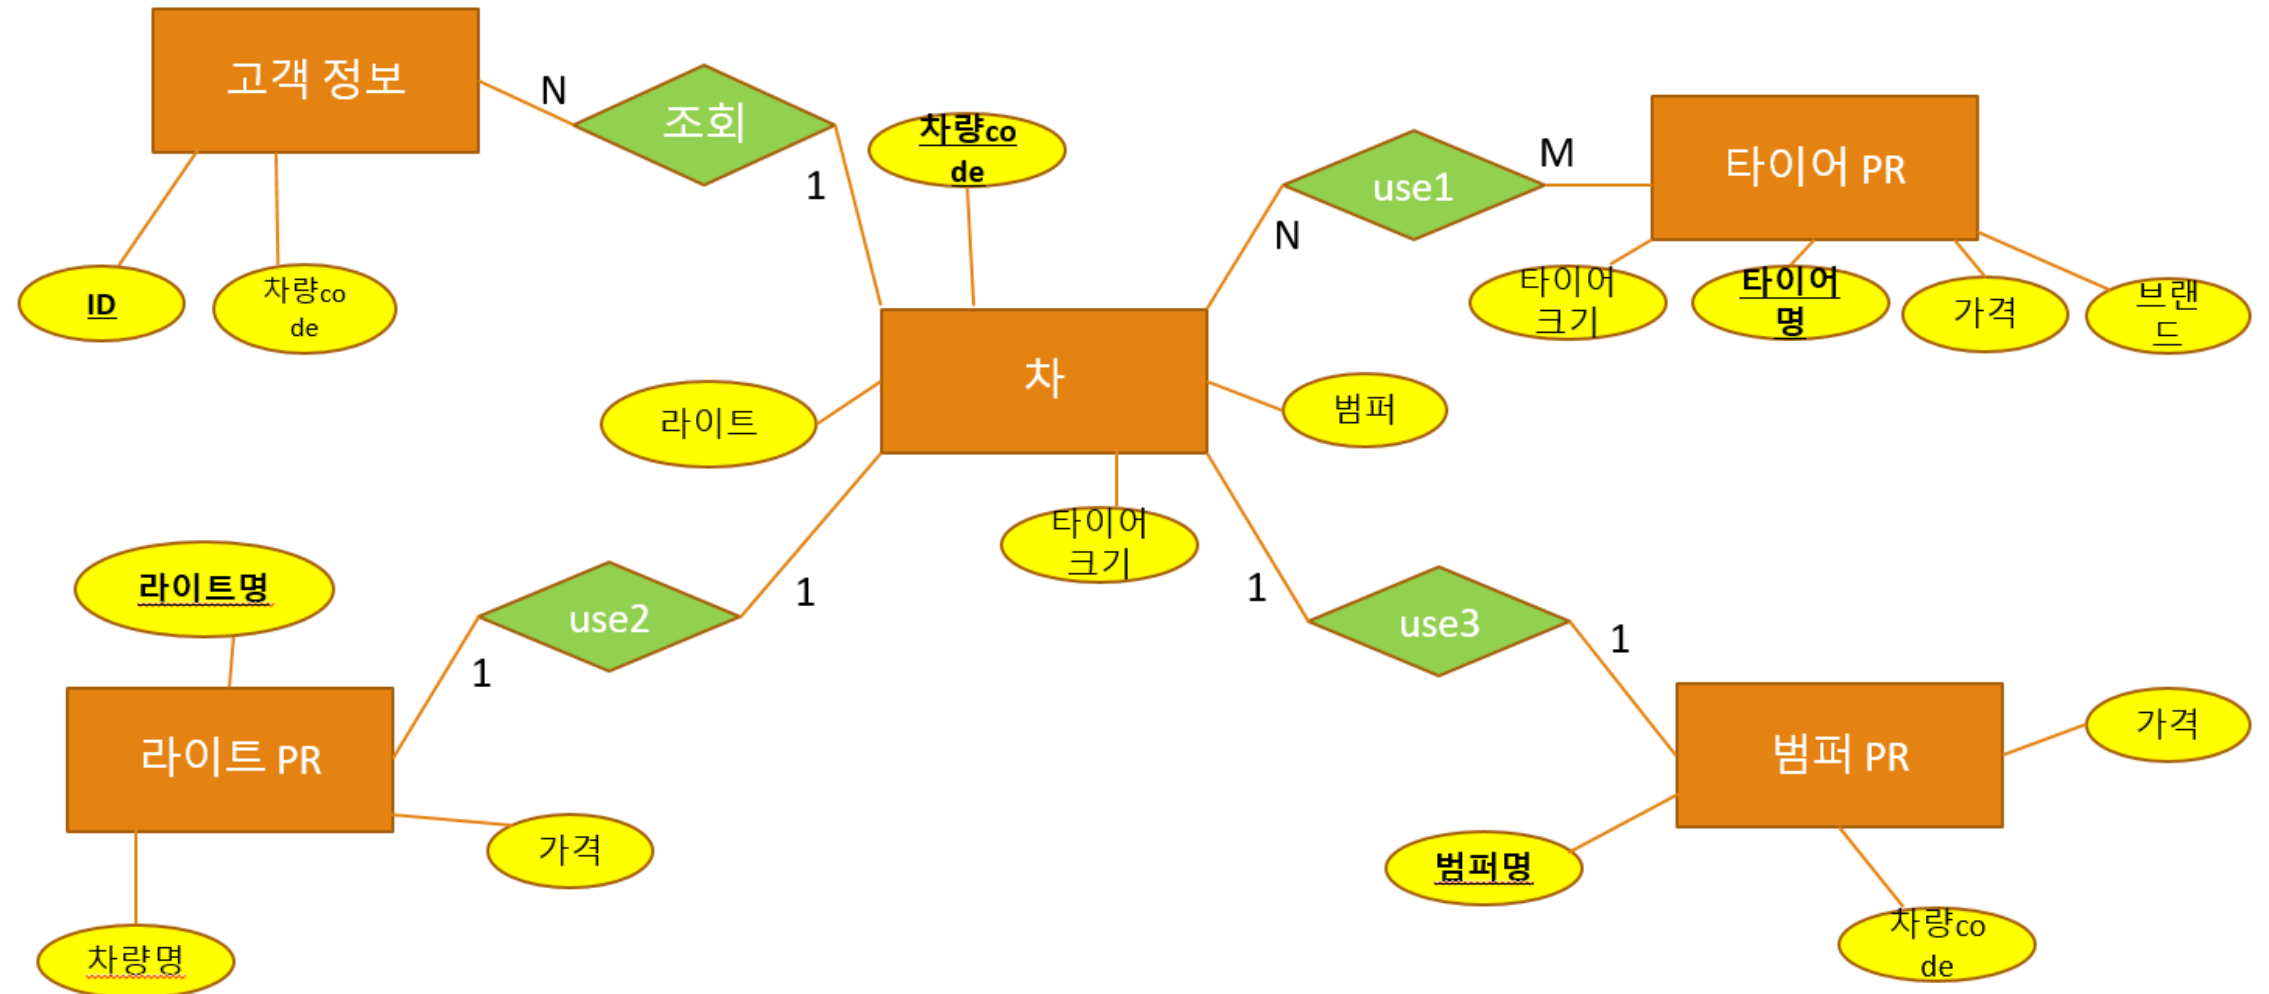 고객 정보
N
조회
1
차량co
de
ID
차량co
de
use1
N
M
타이어 PR
타이어
크기
타이어
명
가격
브랜
드
차
라이트
범퍼
타이어
크기
라이트명
use2
1
1
라이트 PR
가격
차량명
use3
1
1
범퍼 PR
가격
범퍼명
차량co
de